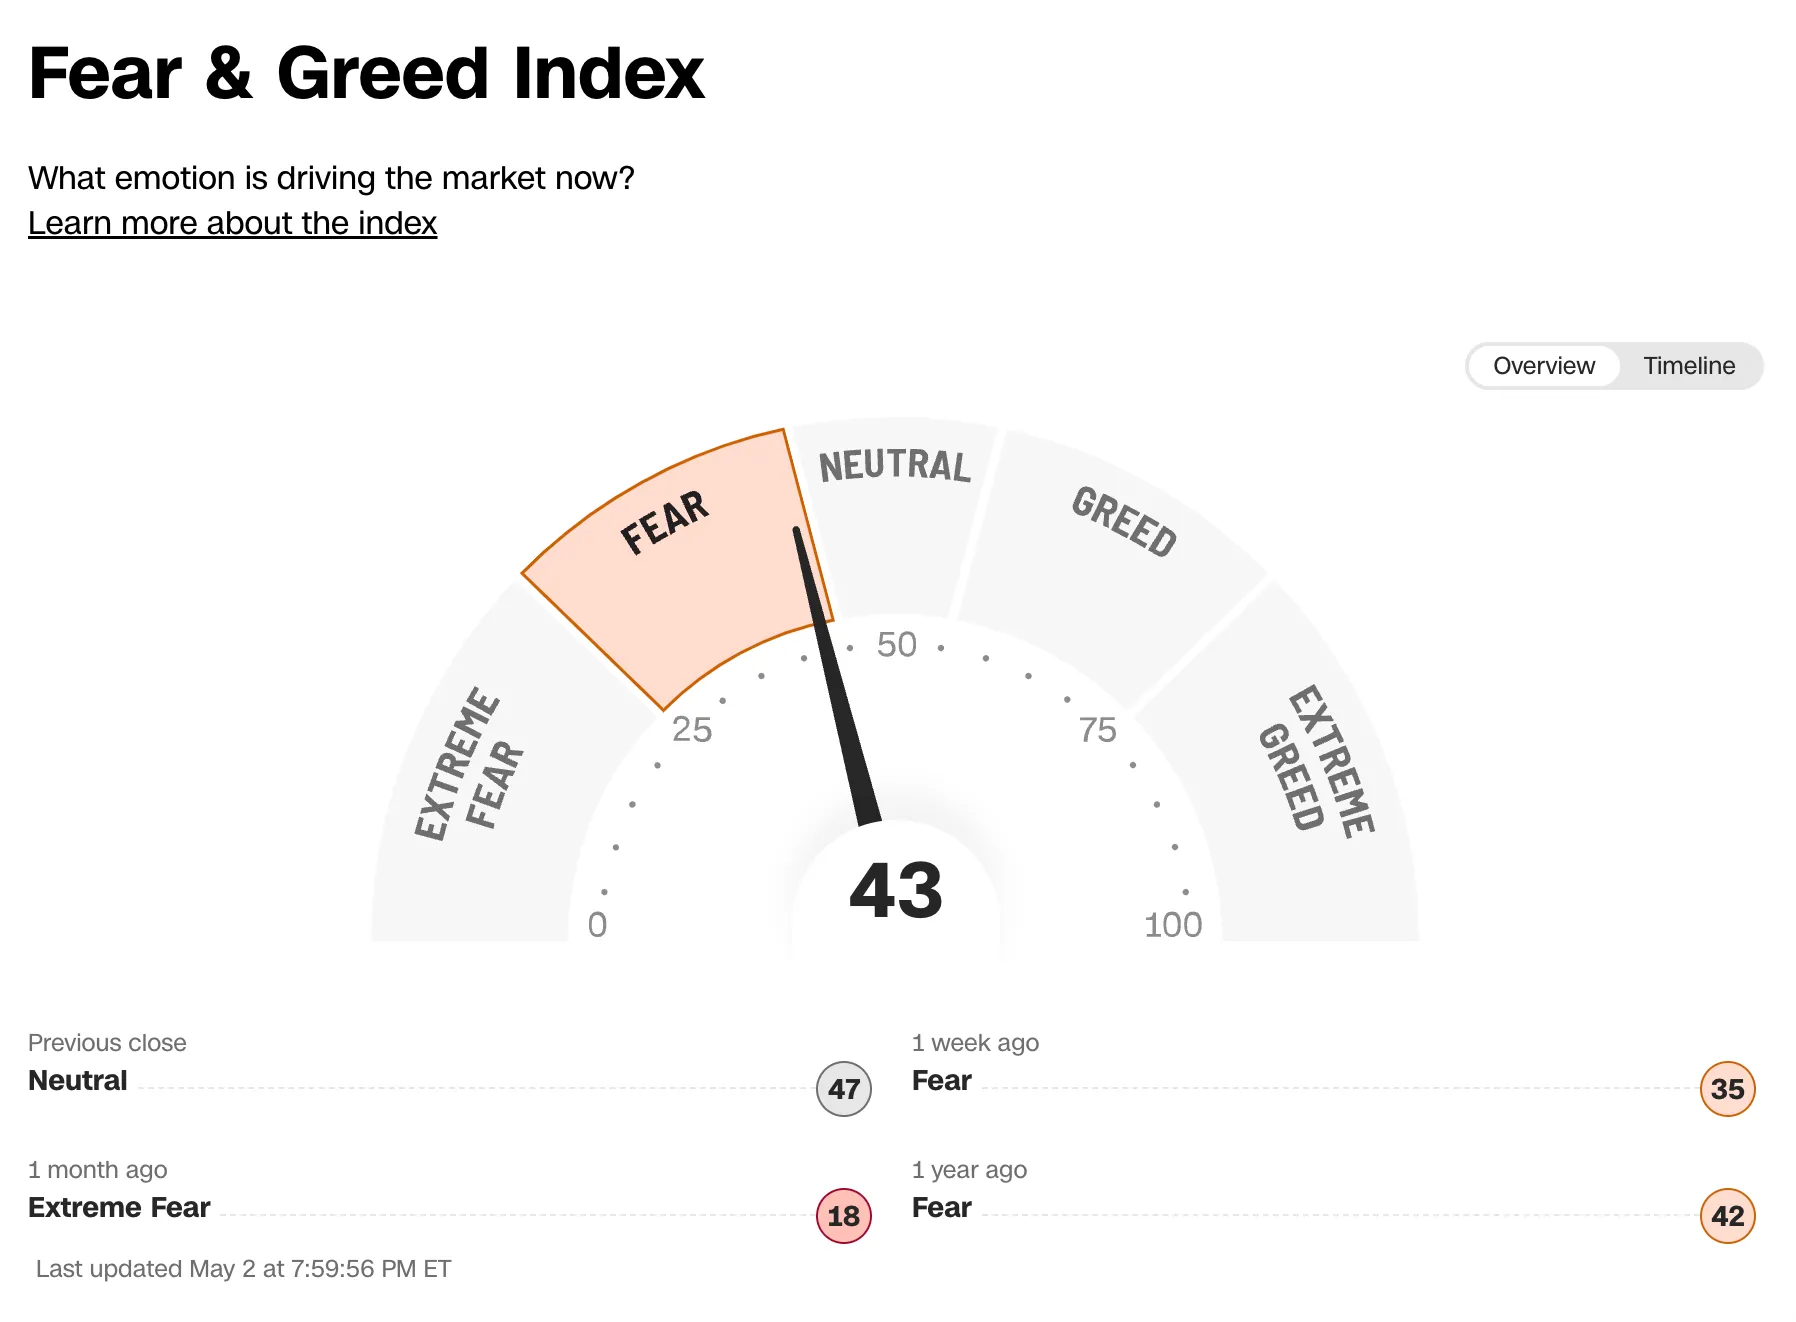 Fear & Greed Index
What emotion is driving the market now?
Learn more about the index
Overview
Timeline
EXTREME
FEAR
FEAR
NEUTRAL
GREED
EXTREME
GREED
0
25
50
75
100
43
Previous close
Neutral
47
1 week ago
Fear
35
1 month ago
Extreme Fear
18
1 year ago
Fear
42
Last updated May 2 at 7:59:56 PM ET